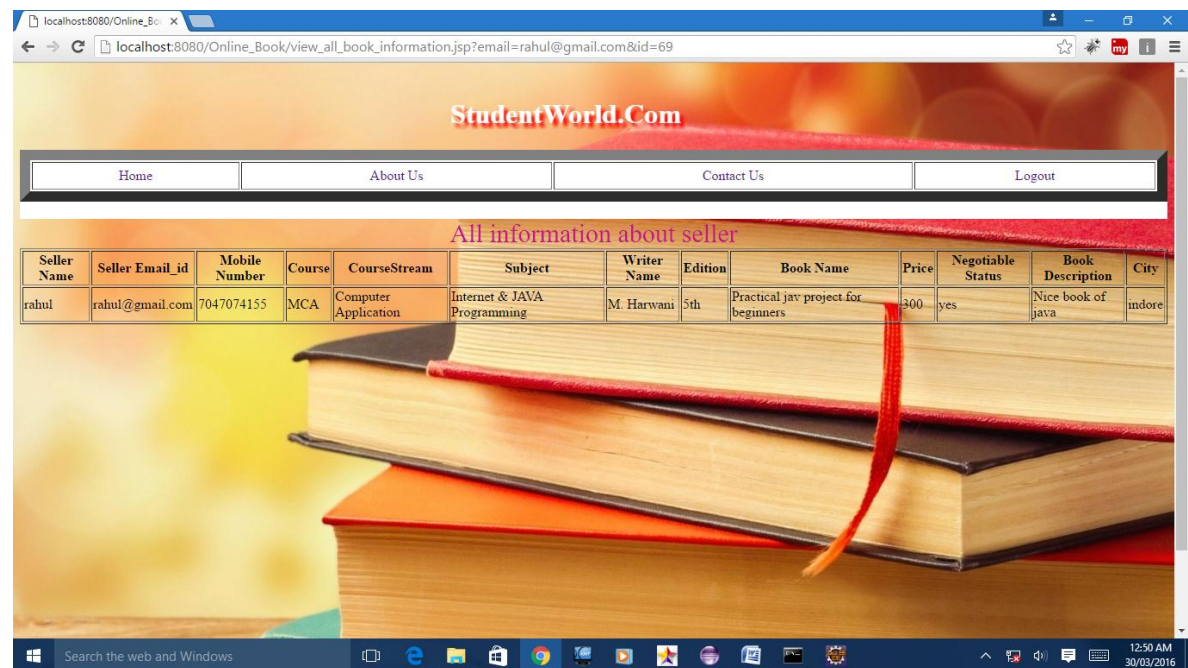 localhost:8080/Online_Bo
localhost:8080/Online_Book/view_all_book_information.jsp?email=rahul@gmail.com&id=69
my
StudentWorld.Com
Home About Us Contact Us Logout
All information about seller
Seller Name Seller Email_id Mobile Number Course CourseStream Subject Writer Name Edition Book Name Price Negotiable Status Book Description City
rahul rahul@gmail.com 7047074155 MCA Computer Application Internet & JAVA Programming M. Harwani 5th Practical jav project for beginners 300 yes Nice book of java indore
Search the web and Windows
12:50 AM
30/03/2016